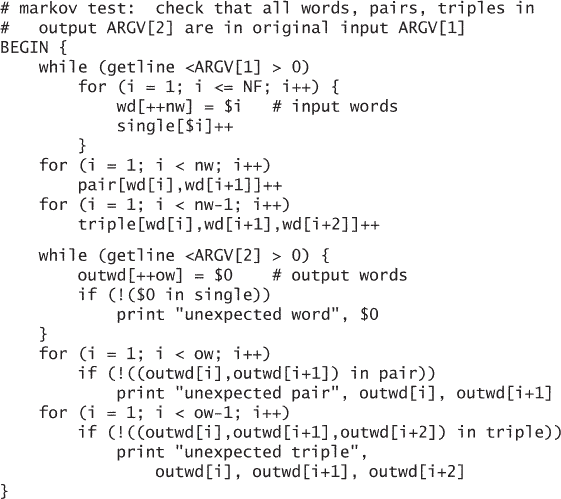 # markov test:  check that all words, pairs, triples in
#   output ARGV[2] are in original input ARGV[1]
BEGIN {
    while (getline <ARGV[1] > 0)
        for (i = 1; i <= NF; i++) {
            wd[++nw] = $i   # input words
            single[$i]++
        }
    for (i = 1; i < nw; i++)
        pair[wd[i],wd[i+1]]++
    for (i = 1; i < nw-1; i++)
        triple[wd[i],wd[i+1],wd[i+2]]++

    while (getline <ARGV[2] > 0) {
        outwd[++ow] = $0    # output words
        if (!($0 in single))
            print "unexpected word", $0
    }
    for (i = 1; i < ow; i++)
        if (!((outwd[i],outwd[i+1]) in pair))
            print "unexpected pair", outwd[i], outwd[i+1]
    for (i = 1; i < ow-1; i++)
        if (!((outwd[i],outwd[i+1],outwd[i+2]) in triple))
            print "unexpected triple",
                outwd[i], outwd[i+1], outwd[i+2]
}